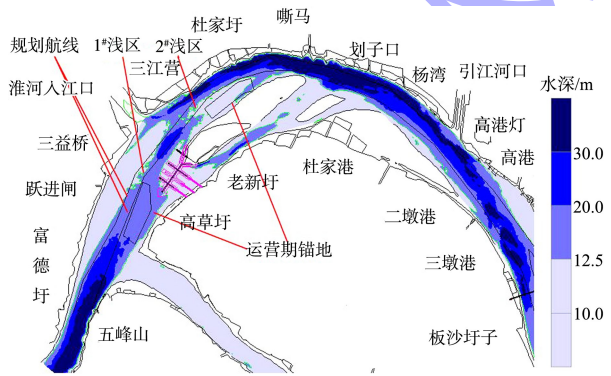 嘶马
杜家圩
划子口
规划航线 1#浅区 2#浅区
三江营
杨湾 引江河口
淮河入江口
水深/m
高港灯
三益桥
高港
30.0
杜家港
跃进闸
老新圩
20.0
高草圩
二墩港
富德圩
运营期锚地
12.5
三墩港
10.0
五峰山
板沙圩子